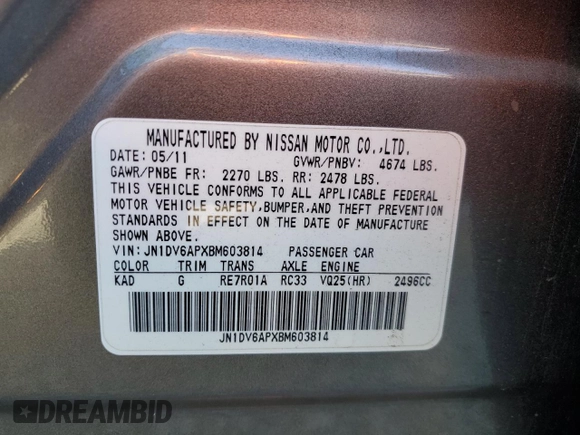 MANUFACTURED BY NISSAN MOTOR CO.,LTD.
DATE: 05/11 GVWR/PNBV: 4674 LBS.
GAWR/PNBE FR: 2270 LBS. RR: 2478 LBS.
THIS VEHICLE CONFORMS TO ALL APPLICABLE FEDERAL
MOTOR VEHICLE SAFETY,BUMPER,AND THEFT PREVENTION
STANDARDS IN EFFECT ON THE DATE OF MANUFACTURE
SHOWN ABOVE.
VIN: JN1DV6APXBM603814 PASSENGER CAR
COLOR TRIM TRANS AXLE ENGINE
KAD G RE7R01A RC33 VQ25(HR) 2496CC
JN1DV6APXBM603814
DREAMBID